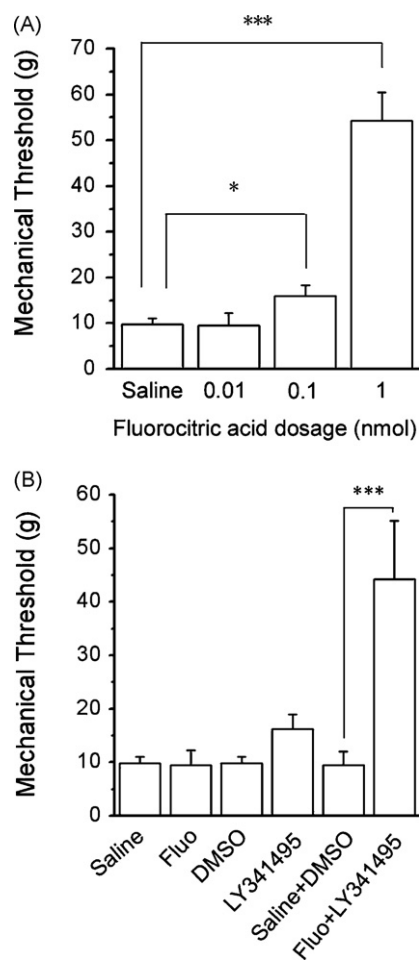 (A)
***
*
Mechanical Threshold (g)
70
60
50
40
30
20
10
0
Saline 0.01 0.1 1
Fluorocitric acid dosage (nmol)
(B)
***
Mechanical Threshold (g)
60
50
40
30
20
10
0
Saline
Fluo
DMSO
LY341495
Saline+DMSO
Fluo+LY341495